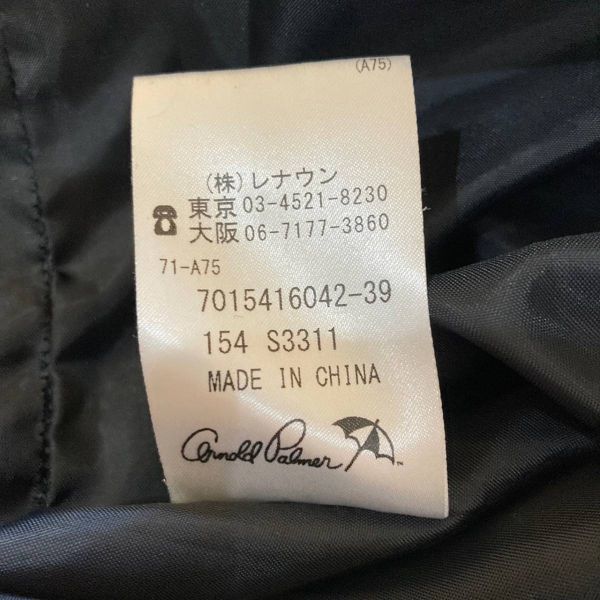 (A75)
(株)レナウン
☎ 東京 03-4521-8230
大阪 06-7177-3860
71-A75
7015416042-39
154 S3311
MADE IN CHINA
Arnold Palmer ™